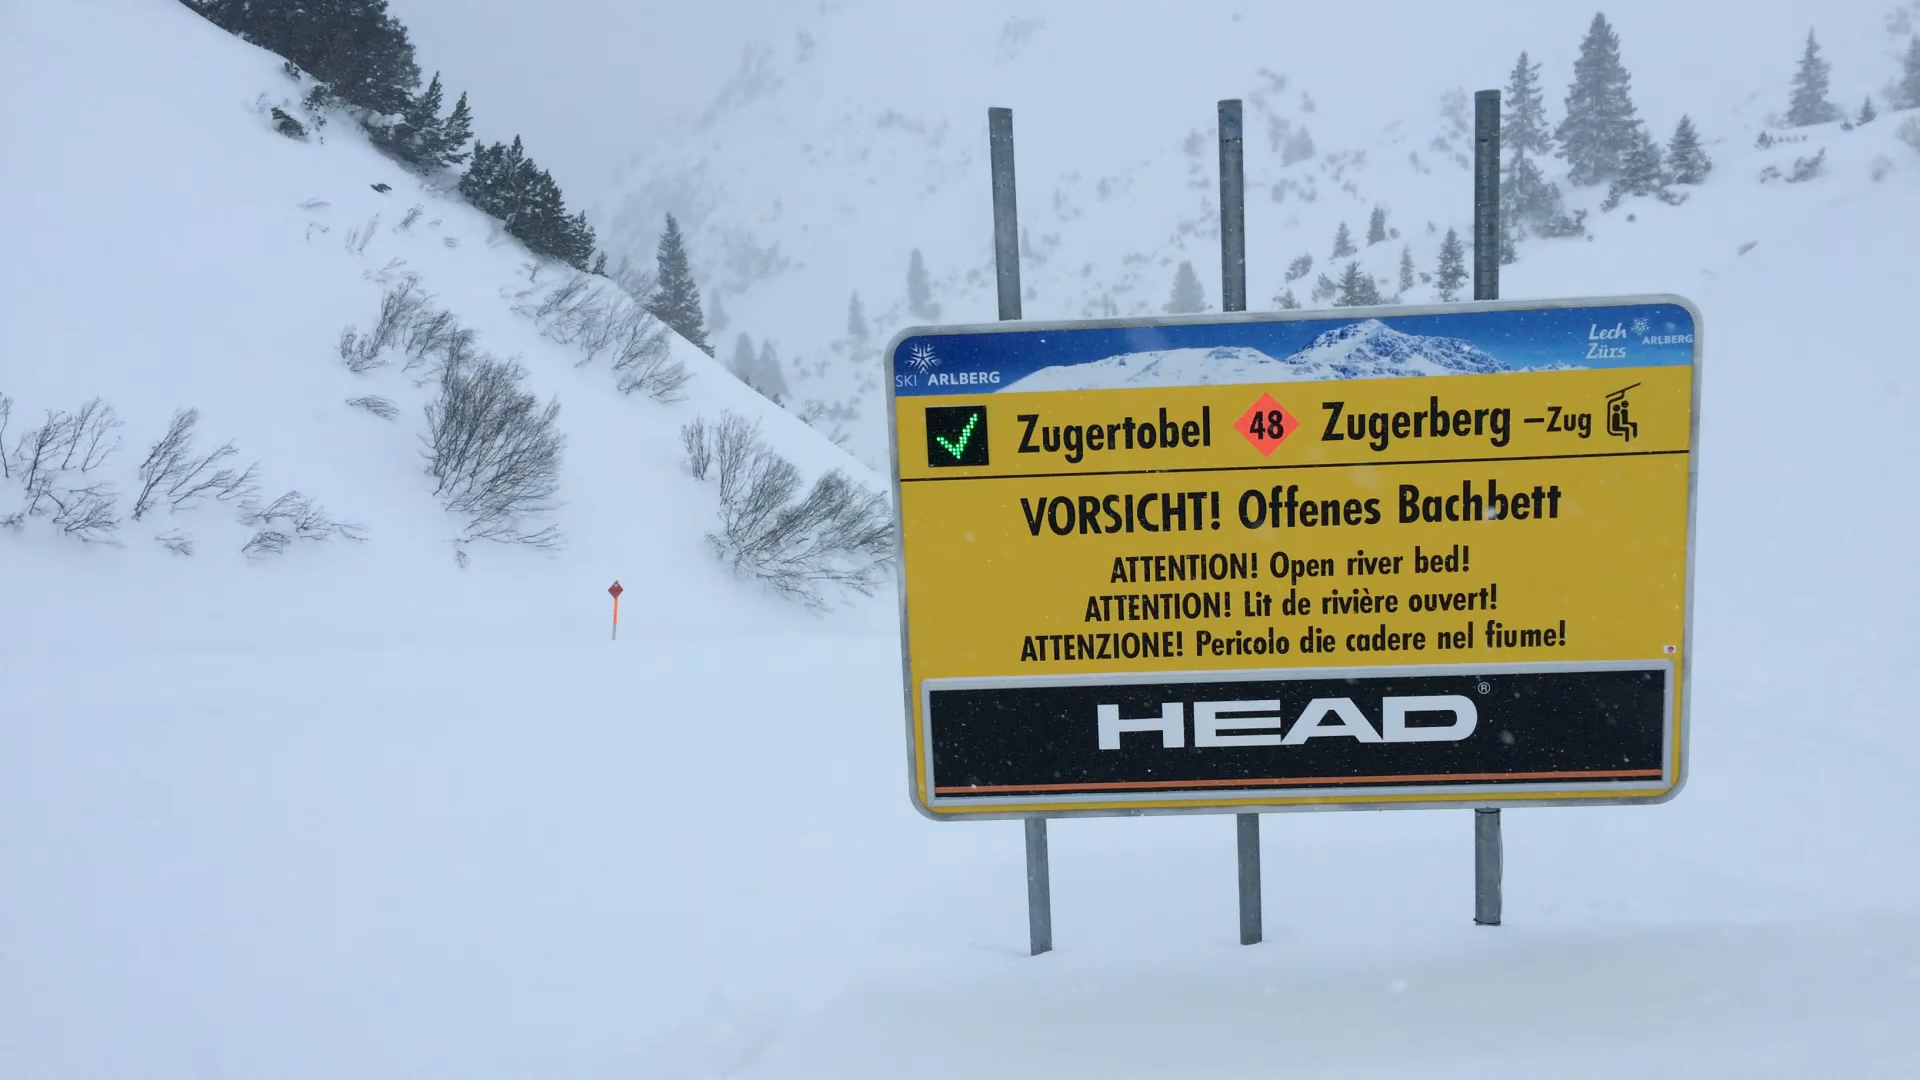 SKI ARLBERG
Lech Zürs ARLBERG
Zugertobel 48 Zugerberg –Zug
VORSICHT! Offenes Bachbett
ATTENTION! Open river bed!
ATTENTION! Lit de rivière ouvert!
ATTENZIONE! Pericolo die cadere nel fiume!
HEAD®